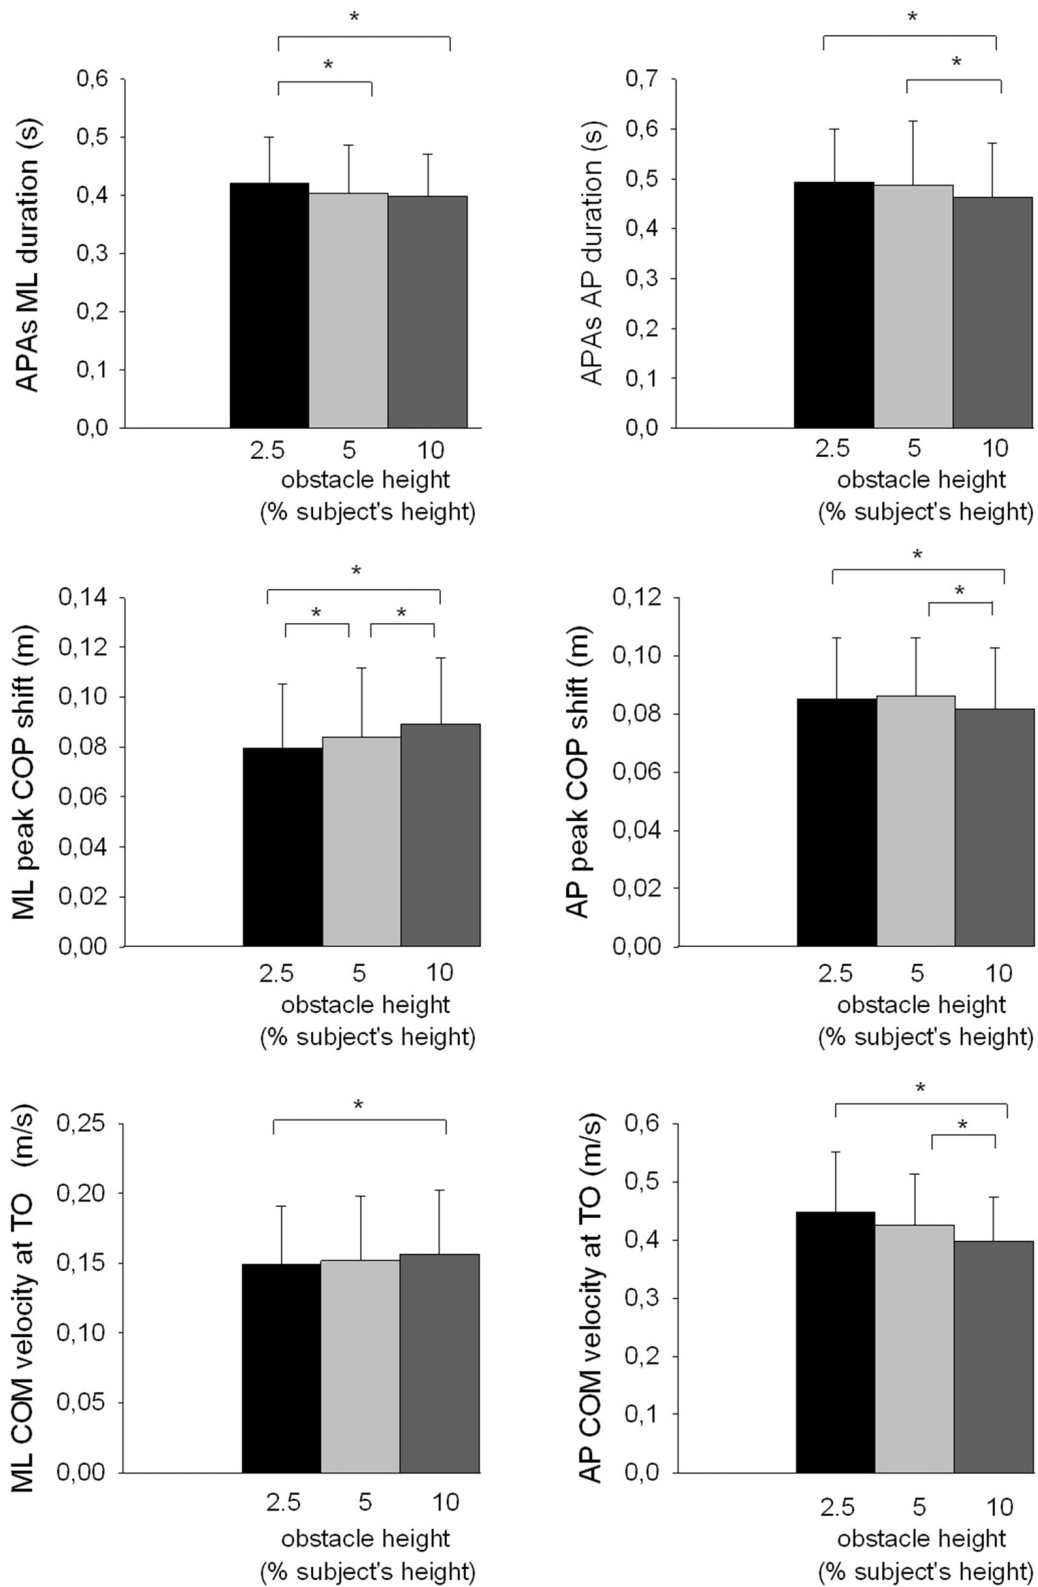 *
*
APAs ML duration (s)
0,6
0,5
0,4
0,3
0,2
0,1
0,0
2.5 5 10
obstacle height
(% subject's height)
*
*
APAs AP duration (s)
0,7
0,6
0,5
0,4
0,3
0,2
0,1
0,0
2.5 5 10
obstacle height
(% subject's height)
*
* *
ML peak COP shift (m)
0,14
0,12
0,10
0,08
0,06
0,04
0,02
0,00
2.5 5 10
obstacle height
(% subject's height)
*
*
AP peak COP shift (m)
0,12
0,10
0,08
0,06
0,04
0,02
0,00
2.5 5 10
obstacle height
(% subject's height)
*
ML COM velocity at TO (m/s)
0,25
0,20
0,15
0,10
0,05
0,00
2.5 5 10
obstacle height
(% subject's height)
*
*
AP COM velocity at TO (m/s)
0,6
0,5
0,4
0,3
0,2
0,1
0,0
2.5 5 10
obstacle height
(% subject's height)